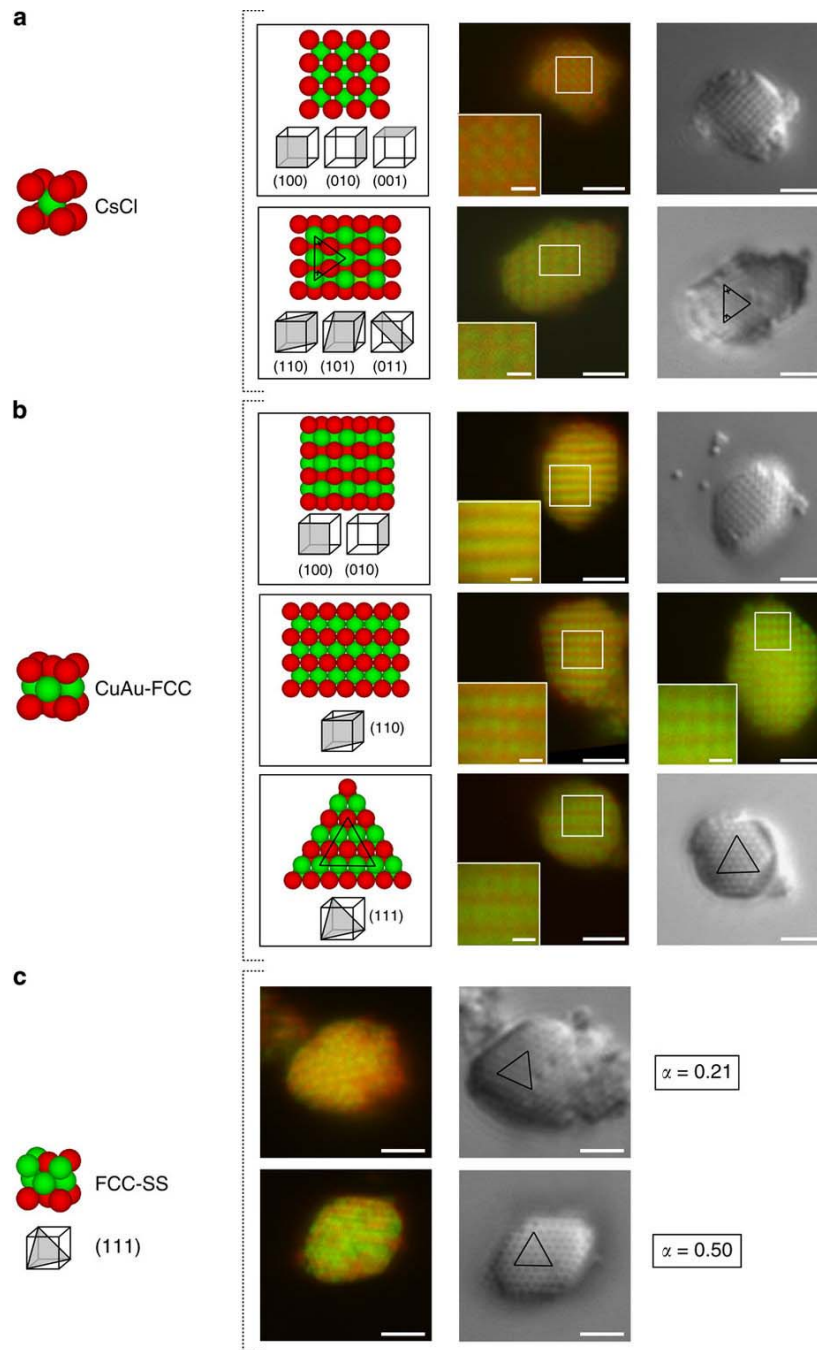 a
CsCl
(100) (010) (001)
(110) (101) (011)
b
(100) (010)
CuAu-FCC
(110)
(111)
c
α = 0.21
FCC-SS
(111)
α = 0.50